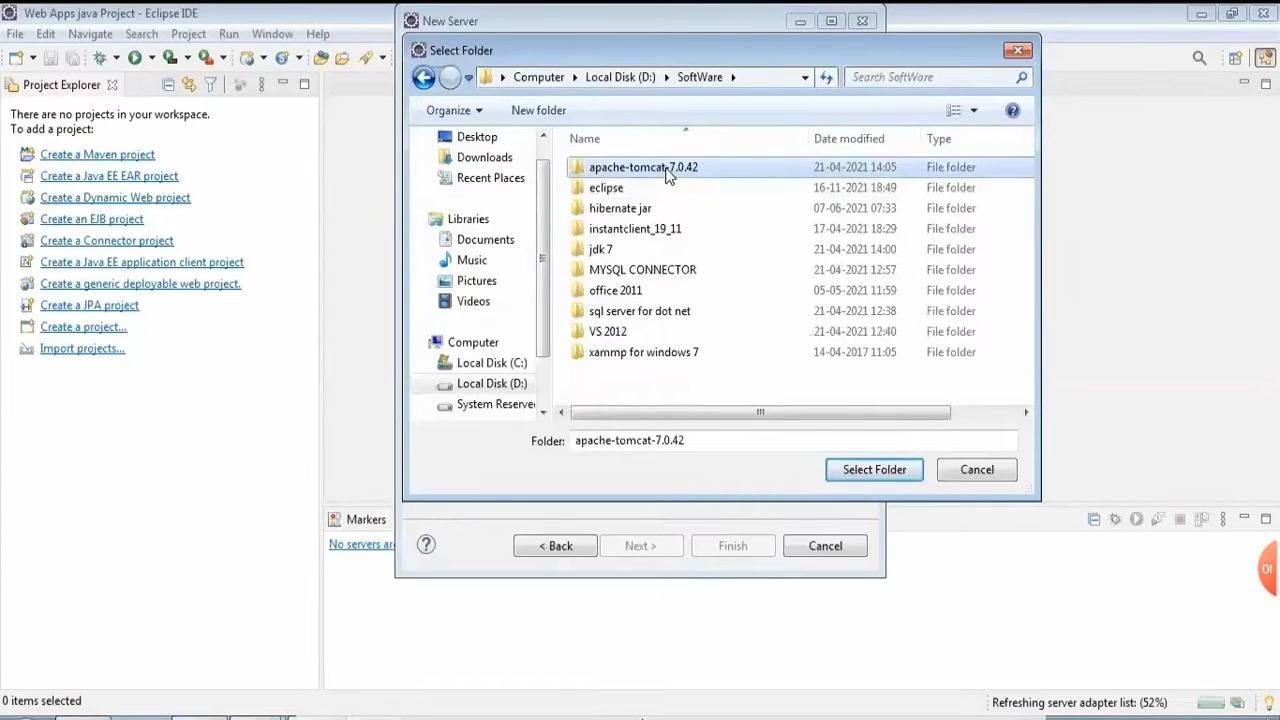 Web Apps java Project - Eclipse IDE
File Edit Navigate Search Project Run Window Help
Project Explorer
There are no projects in your workspace.
To add a project:
Create a Maven project
Create a Java EE EAR project
Create a Dynamic Web project
Create an EJB project
Create a Connector project
Create a Java EE application client project
Create a generic deployable web project.
Create a JPA project
Create a project...
Import projects...
New Server
Select Folder
Computer Local Disk (D:) SoftWare
Search SoftWare
Organize New folder
Desktop
Downloads
Recent Places
Libraries
Documents
Music
Pictures
Videos
Computer
Local Disk (C:)
Local Disk (D:)
System Reserve
Name Date modified Type
apache-tomcat-7.0.42 21-04-2021 14:05 File folder
eclipse 16-11-2021 18:49 File folder
hibernate jar 07-06-2021 07:33 File folder
instantclient_19_11 17-04-2021 18:29 File folder
jdk 7 21-04-2021 14:00 File folder
MYSQL CONNECTOR 21-04-2021 12:57 File folder
office 2011 05-05-2021 11:59 File folder
sql server for dot net 21-04-2021 12:38 File folder
VS 2012 21-04-2021 12:40 File folder
xammp for windows 7 14-04-2017 11:05 File folder
Folder: apache-tomcat-7.0.42
Select Folder Cancel
Markers
No servers ar
< Back Next > Finish Cancel
0 items selected
Refreshing server adapter list: (52%)